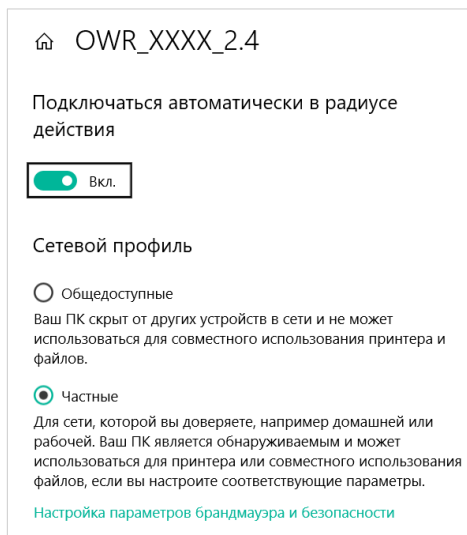 OWR_XXXX_2.4
Подключаться автоматически в радиусе
действия
Вкл.
Сетевой профиль
Общедоступные
Ваш ПК скрыт от других устройств в сети и не может
использоваться для совместного использования принтера и
файлов.
Частные
Для сети, которой вы доверяете, например домашней или
рабочей. Ваш ПК является обнаруживаемым и может
использоваться для принтера или совместного использования
файлов, если вы настроите соответствующие параметры.
Настройка параметров брандмауэра и безопасности